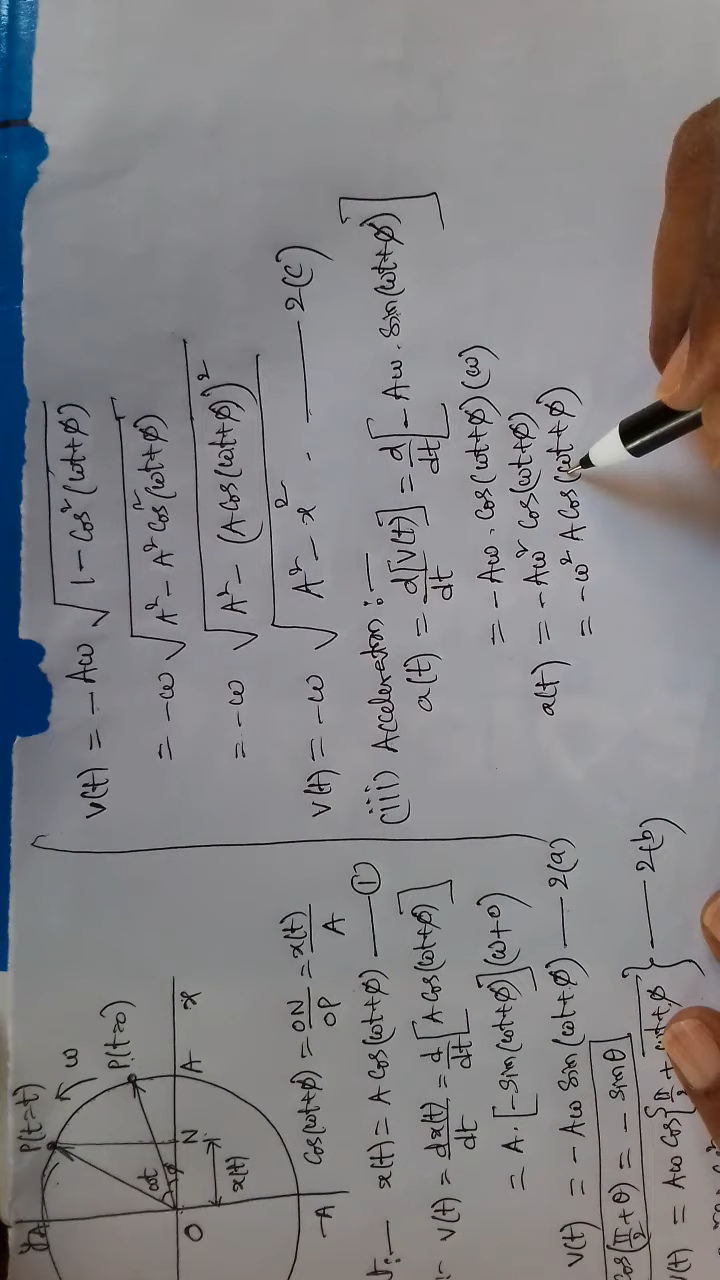 P(t=t)
ω
P(t=0)
A
ωt
φ
O
N
A
x
x(t)
-A
cos(ωt+φ) = ON/OP = x(t)/A
x(t) = A cos(ωt+φ) —— ①
v(t) = dx(t)/dt = d/dt [A cos(ωt+φ)]
= A·[-sin(ωt+φ)](ω+0)
v(t) = -Aω sin(ωt+φ) —— 2(a)
cos(π/2+θ) = -sinθ
v(t) = Aω cos{π/2 + ωt+φ} —— 2(b)
v(t) = -Aω √(1 - cos²(ωt+φ))
= -ω √(A² - A² cos²(ωt+φ))
= -ω √(A² - (A cos(ωt+φ))²)
v(t) = -ω √(A² - x²) . —— 2(c)
(iii) Acceleration :—
a(t) = d[v(t)]/dt = d/dt [-Aω . sin(ωt+φ)]
= -Aω . cos(ωt+φ)(ω)
a(t) = -Aω² cos(ωt+φ)
= -ω² A cos(ωt+φ)